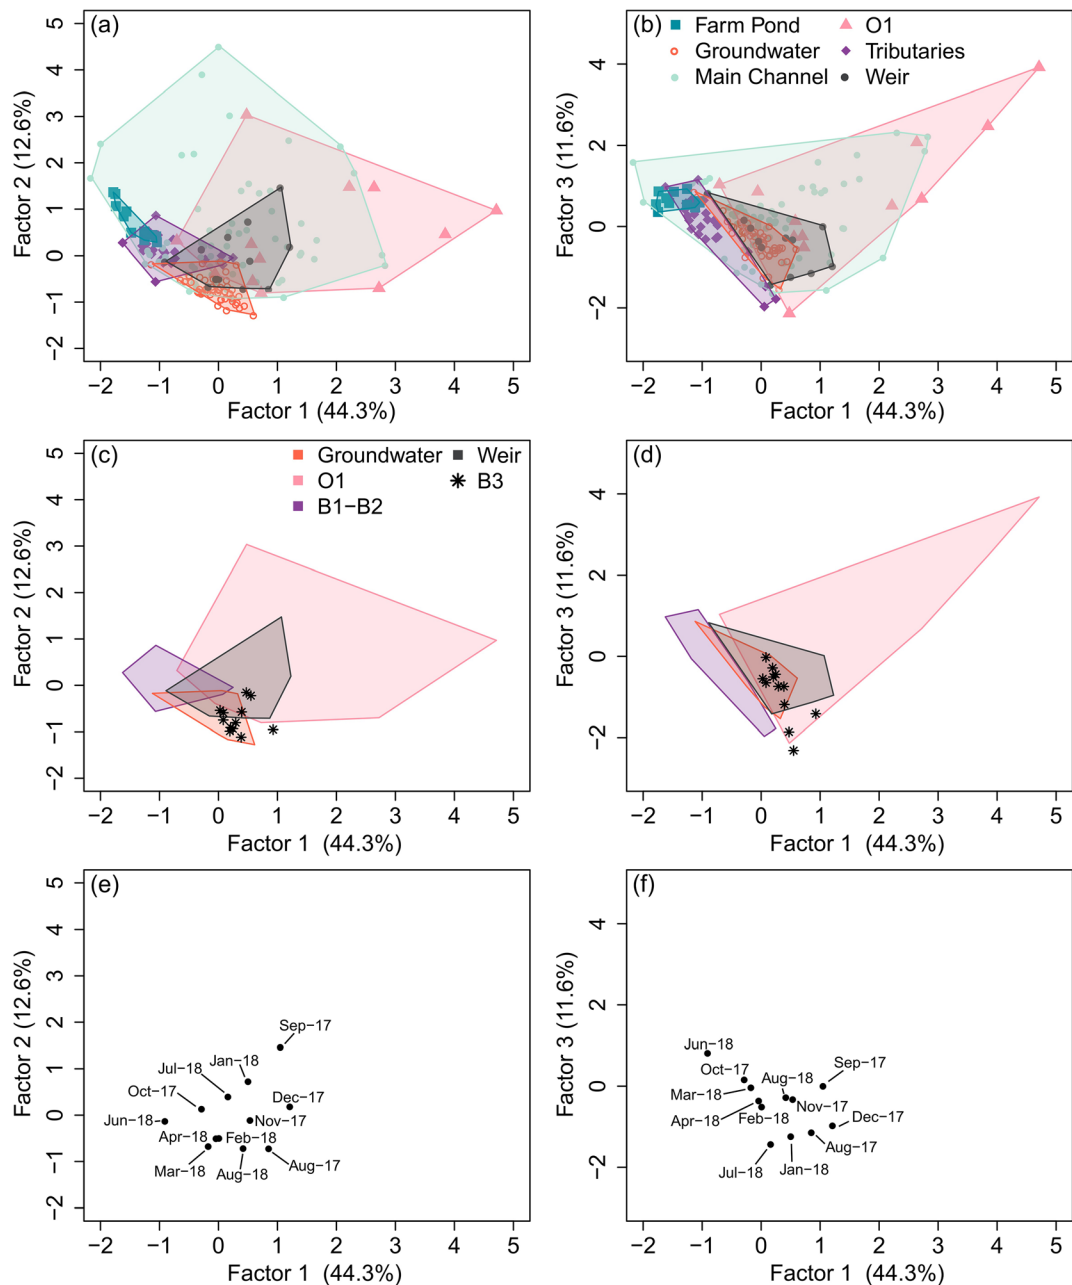 (a)
Factor 2 (12.6%)
5
4
3
2
1
0
−1
−2
−2 −1 0 1 2 3 4 5
Factor 1 (44.3%)
(b)
Farm Pond
Groundwater
Main Channel
O1
Tributaries
Weir
Factor 3 (11.6%)
4
2
0
−2
−2 −1 0 1 2 3 4 5
Factor 1 (44.3%)
(c)
Groundwater
O1
B1−B2
Weir
B3
Factor 2 (12.6%)
5
4
3
2
1
0
−1
−2
−2 −1 0 1 2 3 4 5
Factor 1 (44.3%)
(d)
Factor 3 (11.6%)
4
2
0
−2
−2 −1 0 1 2 3 4 5
Factor 1 (44.3%)
(e)
Factor 2 (12.6%)
5
4
3
2
1
0
−1
−2
Sep−17
Jan−18
Jul−18
Oct−17
Dec−17
Jun−18
Nov−17
Apr−18
Feb−18
Mar−18
Aug−18
Aug−17
−2 −1 0 1 2 3 4 5
Factor 1 (44.3%)
(f)
Factor 3 (11.6%)
4
2
0
−2
Jun−18
Oct−17
Sep−17
Aug−18
Mar−18
Nov−17
Apr−18
Feb−18
Dec−17
Aug−17
Jul−18
Jan−18
−2 −1 0 1 2 3 4 5
Factor 1 (44.3%)